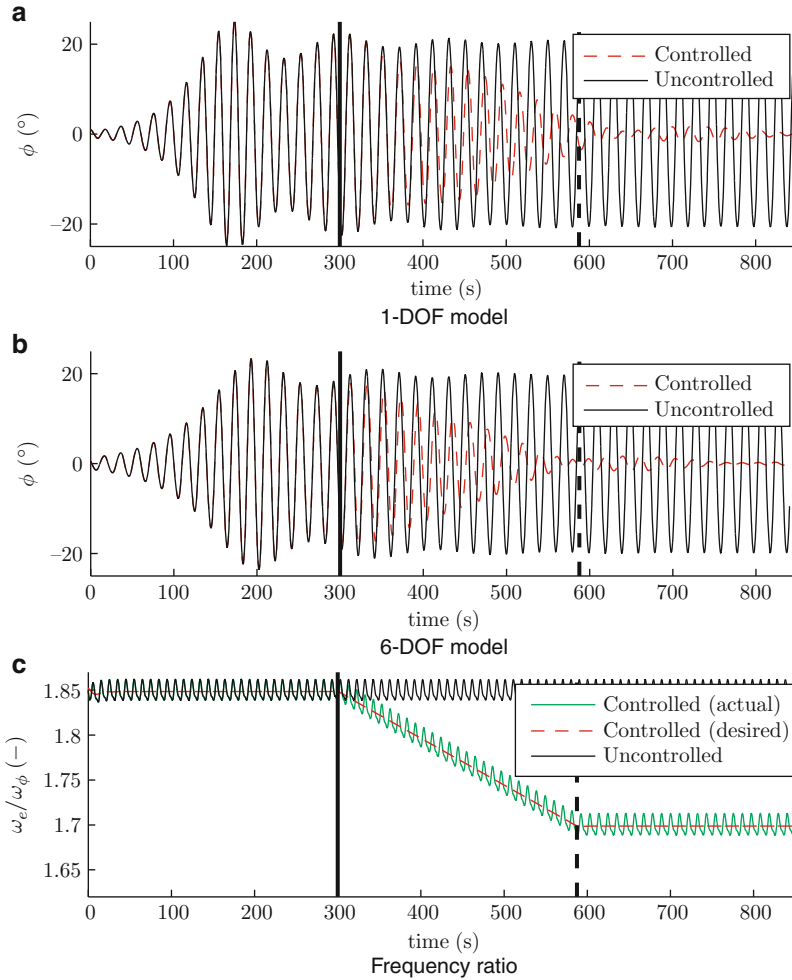 a
20
0
−20
ϕ (°)
Controlled
Uncontrolled
0 100 200 300 400 500 600 700 800
time (s)
1-DOF model
b
20
0
−20
ϕ (°)
Controlled
Uncontrolled
0 100 200 300 400 500 600 700 800
time (s)
6-DOF model
c
1.85
1.8
1.75
1.7
1.65
ω_e/ω_ϕ (−)
Controlled (actual)
Controlled (desired)
Uncontrolled
0 100 200 300 400 500 600 700 800
time (s)
Frequency ratio